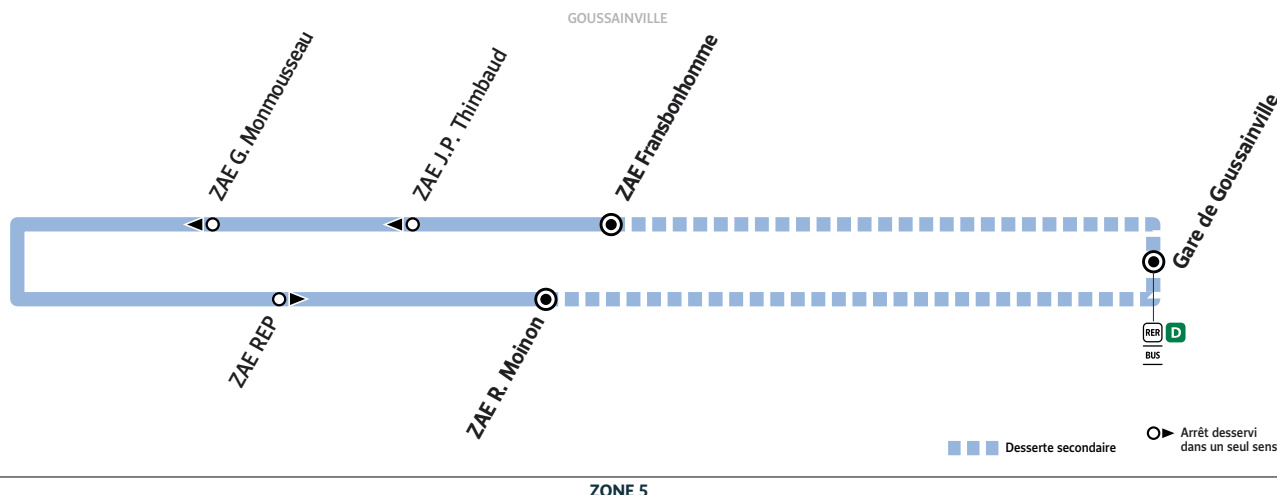 GOUSSAINVILLE
ZAE G. Monmousseau
ZAE J.P. Thimbaud
ZAE Fransbonhomme
Gare de Goussainville
ZAE REP
ZAE R. Moinon
RER D
BUS
Desserte secondaire
Arrêt desservi
dans un seul sens
ZONE 5